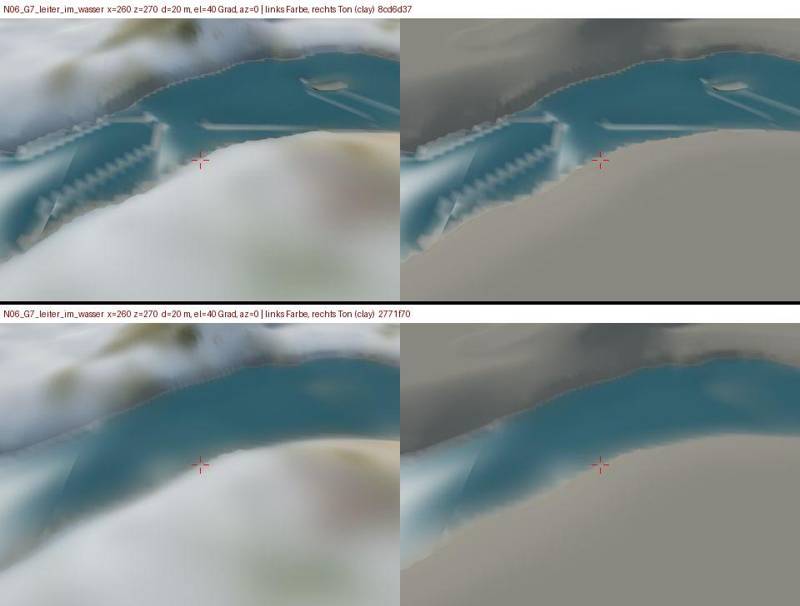 N06_G7_leiter_im_wasser x=260 z=270 d=20 m, el=40 Grad, az=0 | links Farbe, rechts Ton (clay) 8cd6d37
N06_G7_leiter_im_wasser x=260 z=270 d=20 m, el=40 Grad, az=0 | links Farbe, rechts Ton (clay) 2771f70